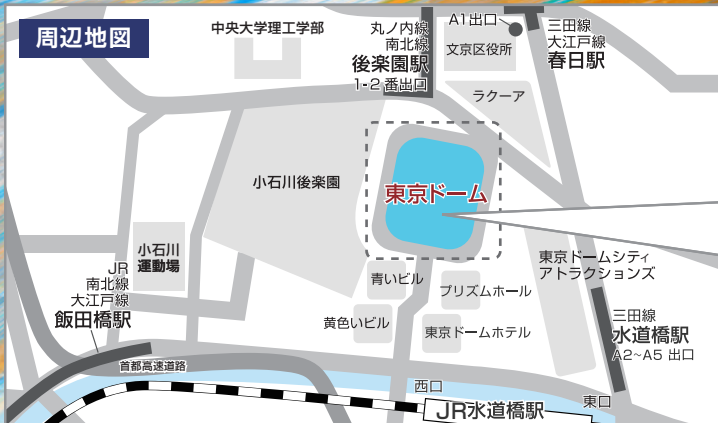 周辺地図
中央大学理工学部
丸ノ内線
南北線
後楽園駅
1-2 番出口
A1出口
文京区役所
三田線
大江戸線
春日駅
ラクーア
小石川後楽園
東京ドーム
小石川
運動場
JR
南北線
大江戸線
飯田橋駅
首都高速道路
青いビル
黄色いビル
プリズムホール
東京ドームホテル
東京ドームシティ
アトラクションズ
三田線
水道橋駅
A2~A5 出口
西口
東口
JR水道橋駅